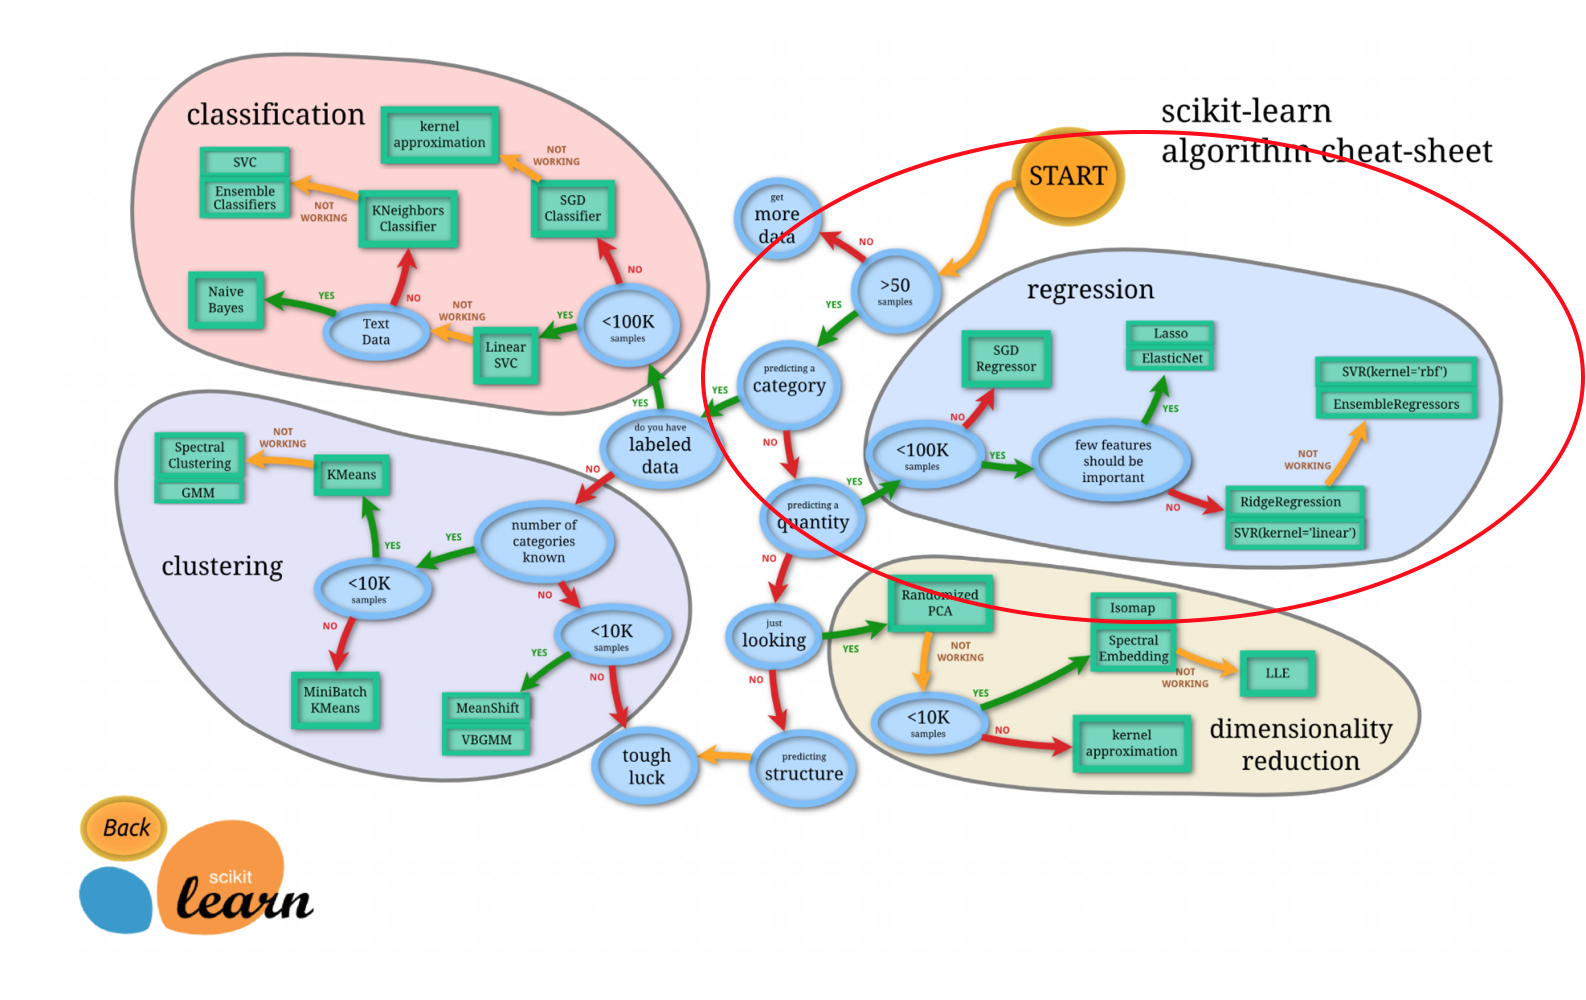 scikit-learn
algorithm cheat-sheet
START
classification
kernel
approximation
NOT
WORKING
SVC
Ensemble
Classifiers
NOT
WORKING
KNeighbors
Classifier
SGD
Classifier
NO
Naive
Bayes
YES
Text
Data
NO
NOT
WORKING
Linear
SVC
YES
<100K
samples
YES
get
more
data
NO
>50
samples
YES
predicting a
category
YES
NO
do you have
labeled
data
NO
predicting a
quantity
YES
NO
just
looking
YES
NO
predicting
structure
tough
luck
regression
SGD
Regressor
NO
<100K
samples
YES
Lasso
ElasticNet
YES
few features
should be
important
NO
SVR(kernel='rbf')
EnsembleRegressors
NOT
WORKING
RidgeRegression
SVR(kernel='linear')
clustering
Spectral
Clustering
GMM
NOT
WORKING
KMeans
YES
number of
categories
known
YES
NO
<10K
samples
NO
MiniBatch
KMeans
<10K
samples
YES
NO
MeanShift
VBGMM
Randomized
PCA
NOT
WORKING
<10K
samples
YES
NO
Isomap
Spectral
Embedding
NOT
WORKING
LLE
kernel
approximation
dimensionality
reduction
Back
scikit
learn